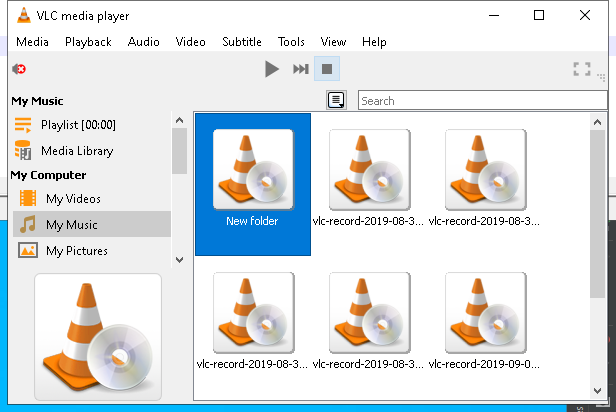 VLC media player
Media Playback Audio Video Subtitle Tools View Help
Search
My Music
Playlist [00:00]
Media Library
My Computer
My Videos
My Music
My Pictures
New folder
vlc-record-2019-08-3...
vlc-record-2019-08-3...
vlc-record-2019-08-3...
vlc-record-2019-08-3...
vlc-record-2019-09-0...